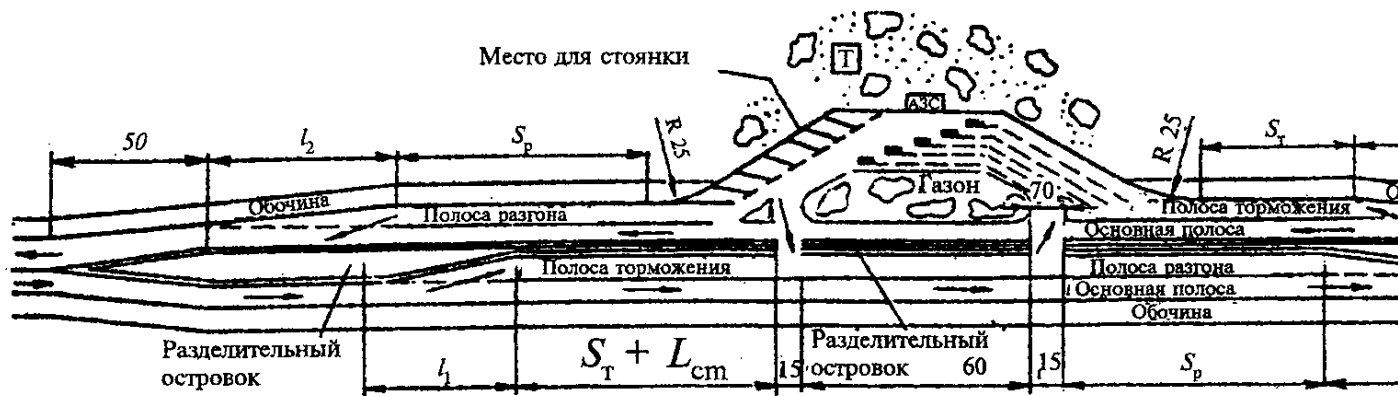 Т
Место для стоянки
АЗС
50
l₂
Sр
R 25
R 25
Sт
Газон
70
Обочина
Полоса разгона
Полоса торможения
О
Основная полоса
Полоса торможения
Полоса разгона
Основная полоса
Обочина
Разделительный
островок
Разделительный
островок
l₁
Sт + Lст
15
60
15
Sр